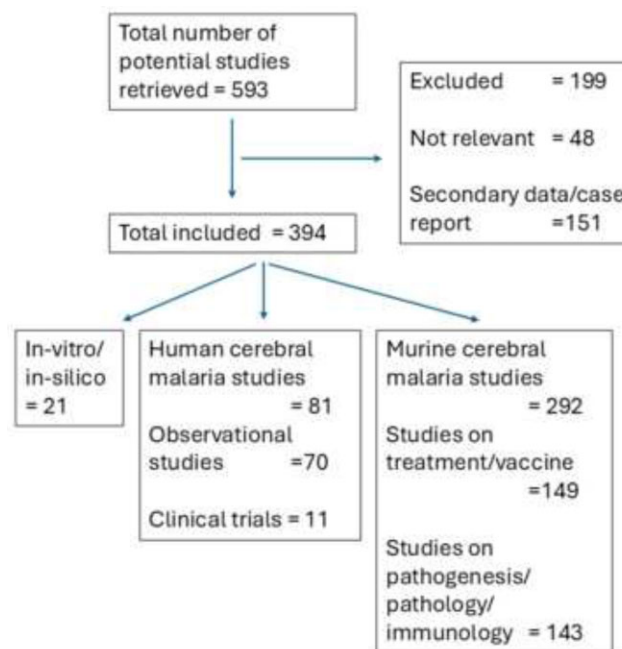 Total number of
potential studies
retrieved = 593
Excluded = 199
Not relevant = 48
Secondary data/case
report =151
Total included = 394
In-vitro/
in-silico
= 21
Human cerebral
malaria studies
= 81
Observational
studies =70
Clinical trials = 11
Murine cerebral
malaria studies
= 292
Studies on
treatment/vaccine
=149
Studies on
pathogenesis/
pathology/
immunology = 143